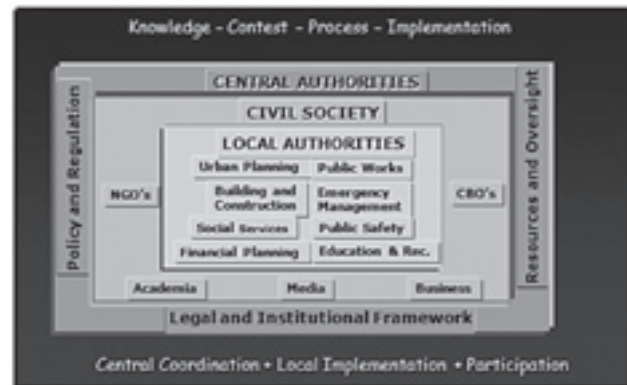 Knowledge - Contest - Process - Implementation
CENTRAL AUTHORITIES
Policy and Regulation
Resources and Oversight
CIVIL SOCIETY
LOCAL AUTHORITIES
Urban Planning
Public Works
NGO's
Building and
Construction
Emergency
Management
CBO's
Social Services
Public Safety
Financial Planning
Education & Rec.
Academia
Media
Business
Legal and Institutional Framework
Central Coordination + Local Implementation + Participation